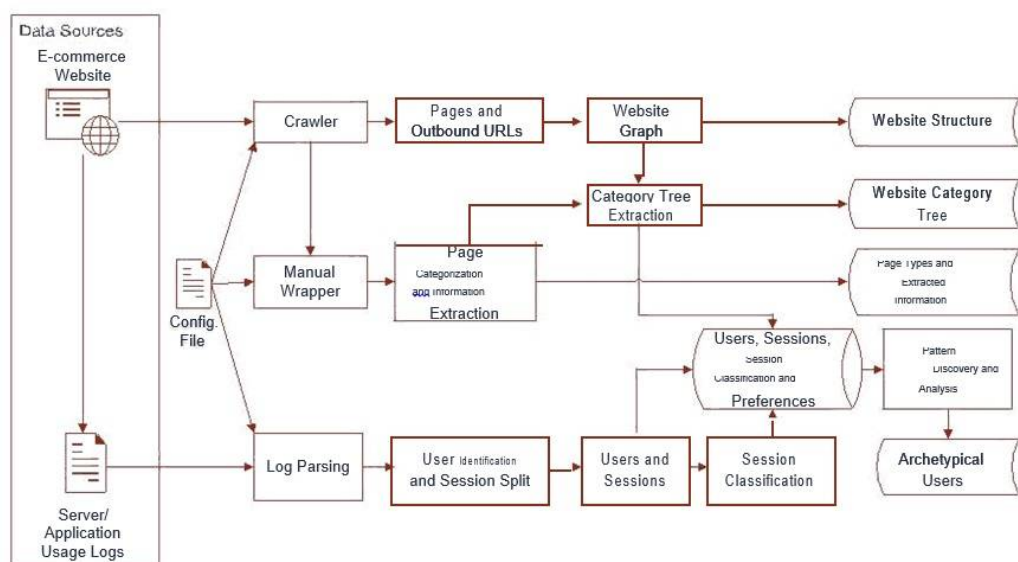 Data Sources
E-commerce
Website
Crawler
Pages and
Outbound URLs
Website
Graph
Website Structure
Category Tree
Extraction
Website Category
Tree
Config.
File
Manual
Wrapper
Page
Categorization
and Information
Extraction
Page Types and
Extracted
Information
Users, Sessions,
Session
Classification and
Preferences
Pattern
Discovery and
Analysis
Log Parsing
User Identification
and Session Split
Users and
Sessions
Session
Classification
Archetypical
Users
Server/
Application
Usage Logs